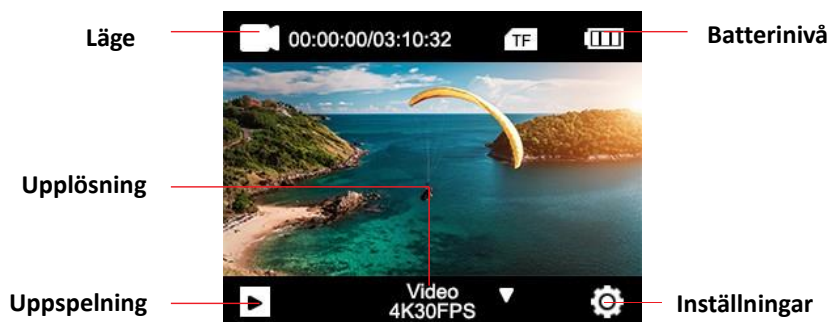 Läge
00:00:00/03:10:32
TF
Batterinivå
Upplösning
Uppspelning
Video
4K30FPS
Inställningar